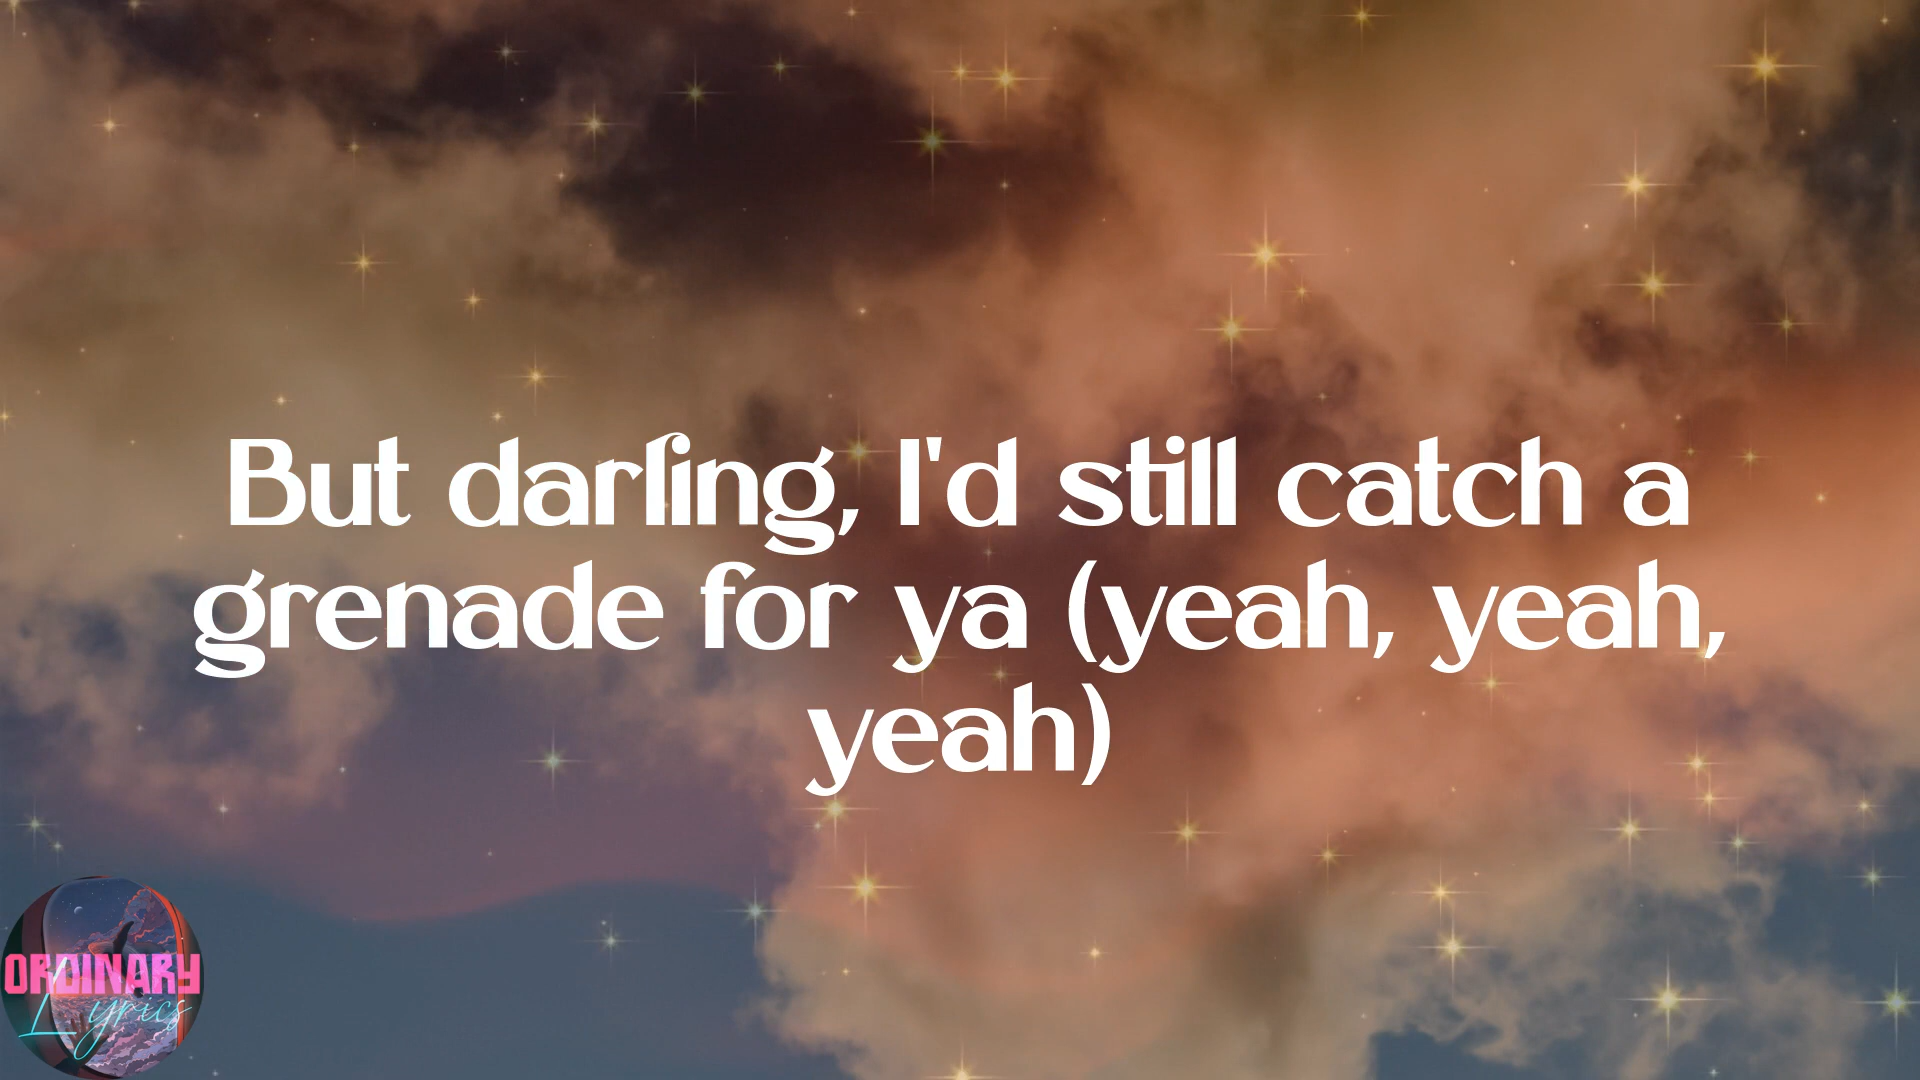 But darling, I'd still catch a
grenade for ya (yeah, yeah,
yeah)
ORDINARY
Lyrics